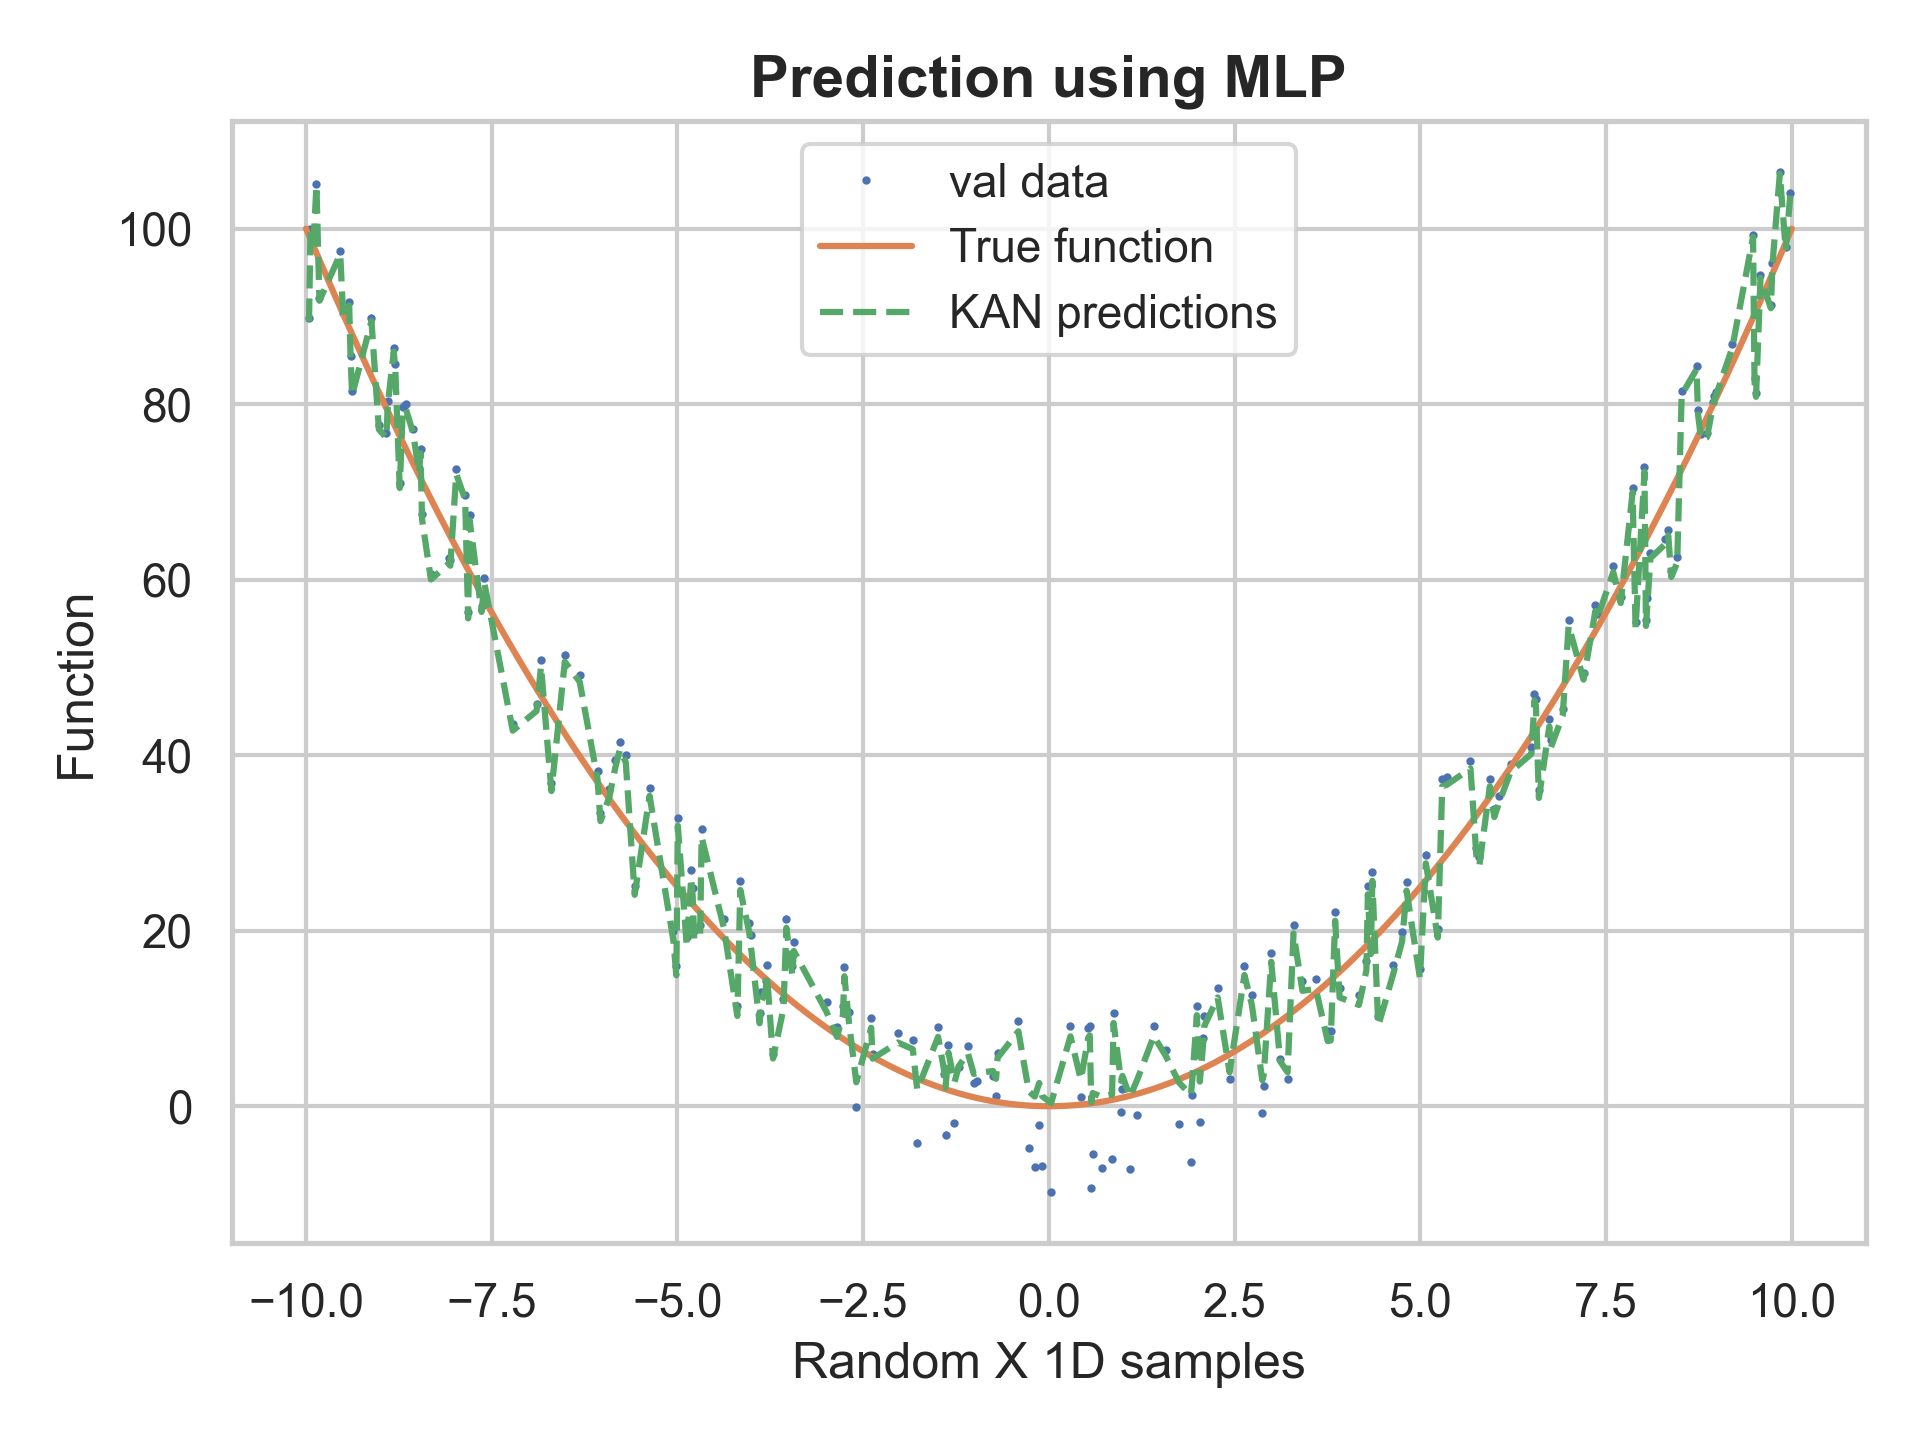 Prediction using MLP
val data
True function
KAN predictions
Function
100
80
60
40
20
0
−10.0 −7.5 −5.0 −2.5 0.0 2.5 5.0 7.5 10.0
Random X 1D samples